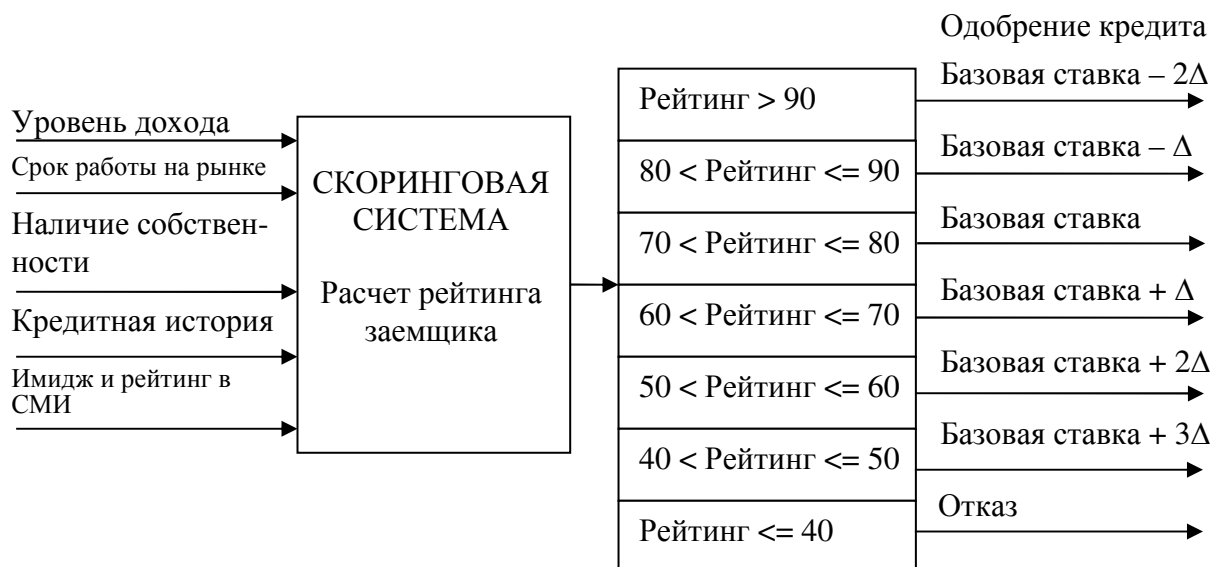 Уровень дохода
Срок работы на рынке
Наличие собствен-
ности
Кредитная история
Имидж и рейтинг в
СМИ
СКОРИНГОВАЯ
СИСТЕМА
Расчет рейтинга
заемщика
Рейтинг > 90
80 < Рейтинг <= 90
70 < Рейтинг <= 80
60 < Рейтинг <= 70
50 < Рейтинг <= 60
40 < Рейтинг <= 50
Рейтинг <= 40
Одобрение кредита
Базовая ставка – 2Δ
Базовая ставка – Δ
Базовая ставка
Базовая ставка + Δ
Базовая ставка + 2Δ
Базовая ставка + 3Δ
Отказ